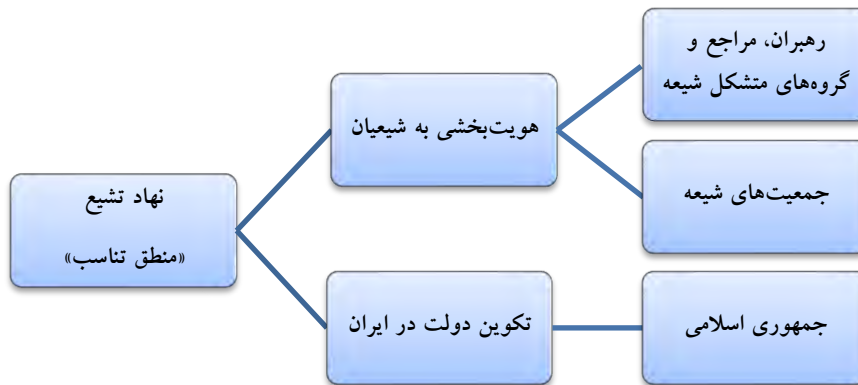 رهبران، مراجع و
گروه‌های متشکل شیعه
هویت‌بخشی به شیعیان
جمعیت‌های شیعه
نهاد تشیع
«منطق تناسب»
تکوین دولت در ایران
جمهوری اسلامی